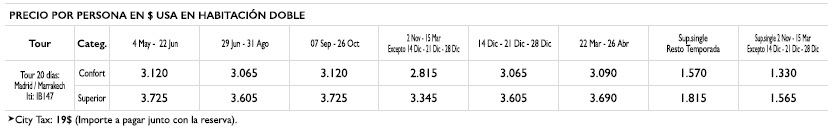 PRECIO POR PERSONA EN $ USA EN HABITACIÓN DOBLE
Tour Categ. 4 May - 22 Jun 29 Jun - 31 Ago 07 Sep - 26 Oct 2 Nov - 15 Mar Excepto 14 Dic - 21 Dic - 28 Dic 14 Dic - 21 Dic - 28 Dic 22 Mar - 26 Abr Sup.single Resto Temporada Sup.single 2 Nov - 15 Mar Excepto 14 Dic - 21 Dic - 28 Dic
Tour 20 días: Madrid / Marrakech Iti: IB147
Confort 3.120 3.065 3.120 2.815 3.065 3.090 1.570 1.330
Superior 3.725 3.605 3.725 3.345 3.605 3.690 1.815 1.565
➤City Tax: 19$ (Importe a pagar junto con la reserva).